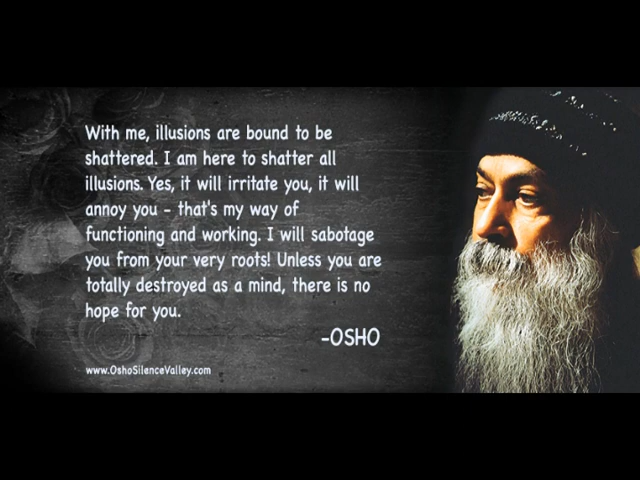 With me, illusions are bound to be
shattered. I am here to shatter all
illusions. Yes, it will irritate you, it will
annoy you - that's my way of
functioning and working. I will sabotage
you from your very roots! Unless you are
totally destroyed as a mind, there is no
hope for you.
-OSHO
www.OshoSilenceValley.com